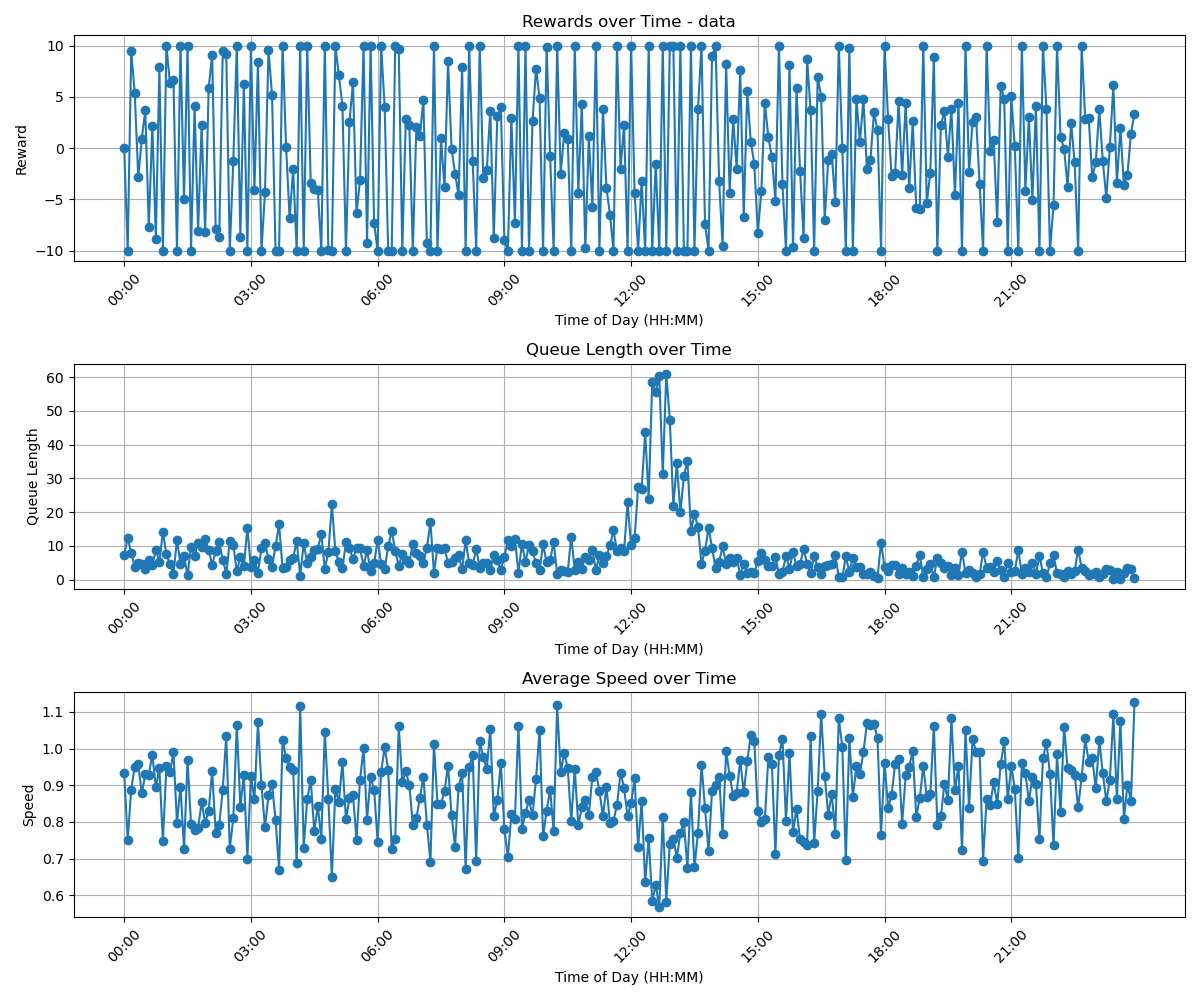 Rewards over Time - data
10
5
0
−5
−10
Reward
00:00 03:00 06:00 09:00 12:00 15:00 18:00 21:00
Time of Day (HH:MM)
Queue Length over Time
60
50
40
30
20
10
0
Queue Length
00:00 03:00 06:00 09:00 12:00 15:00 18:00 21:00
Time of Day (HH:MM)
Average Speed over Time
1.1
1.0
0.9
0.8
0.7
0.6
Speed
00:00 03:00 06:00 09:00 12:00 15:00 18:00 21:00
Time of Day (HH:MM)